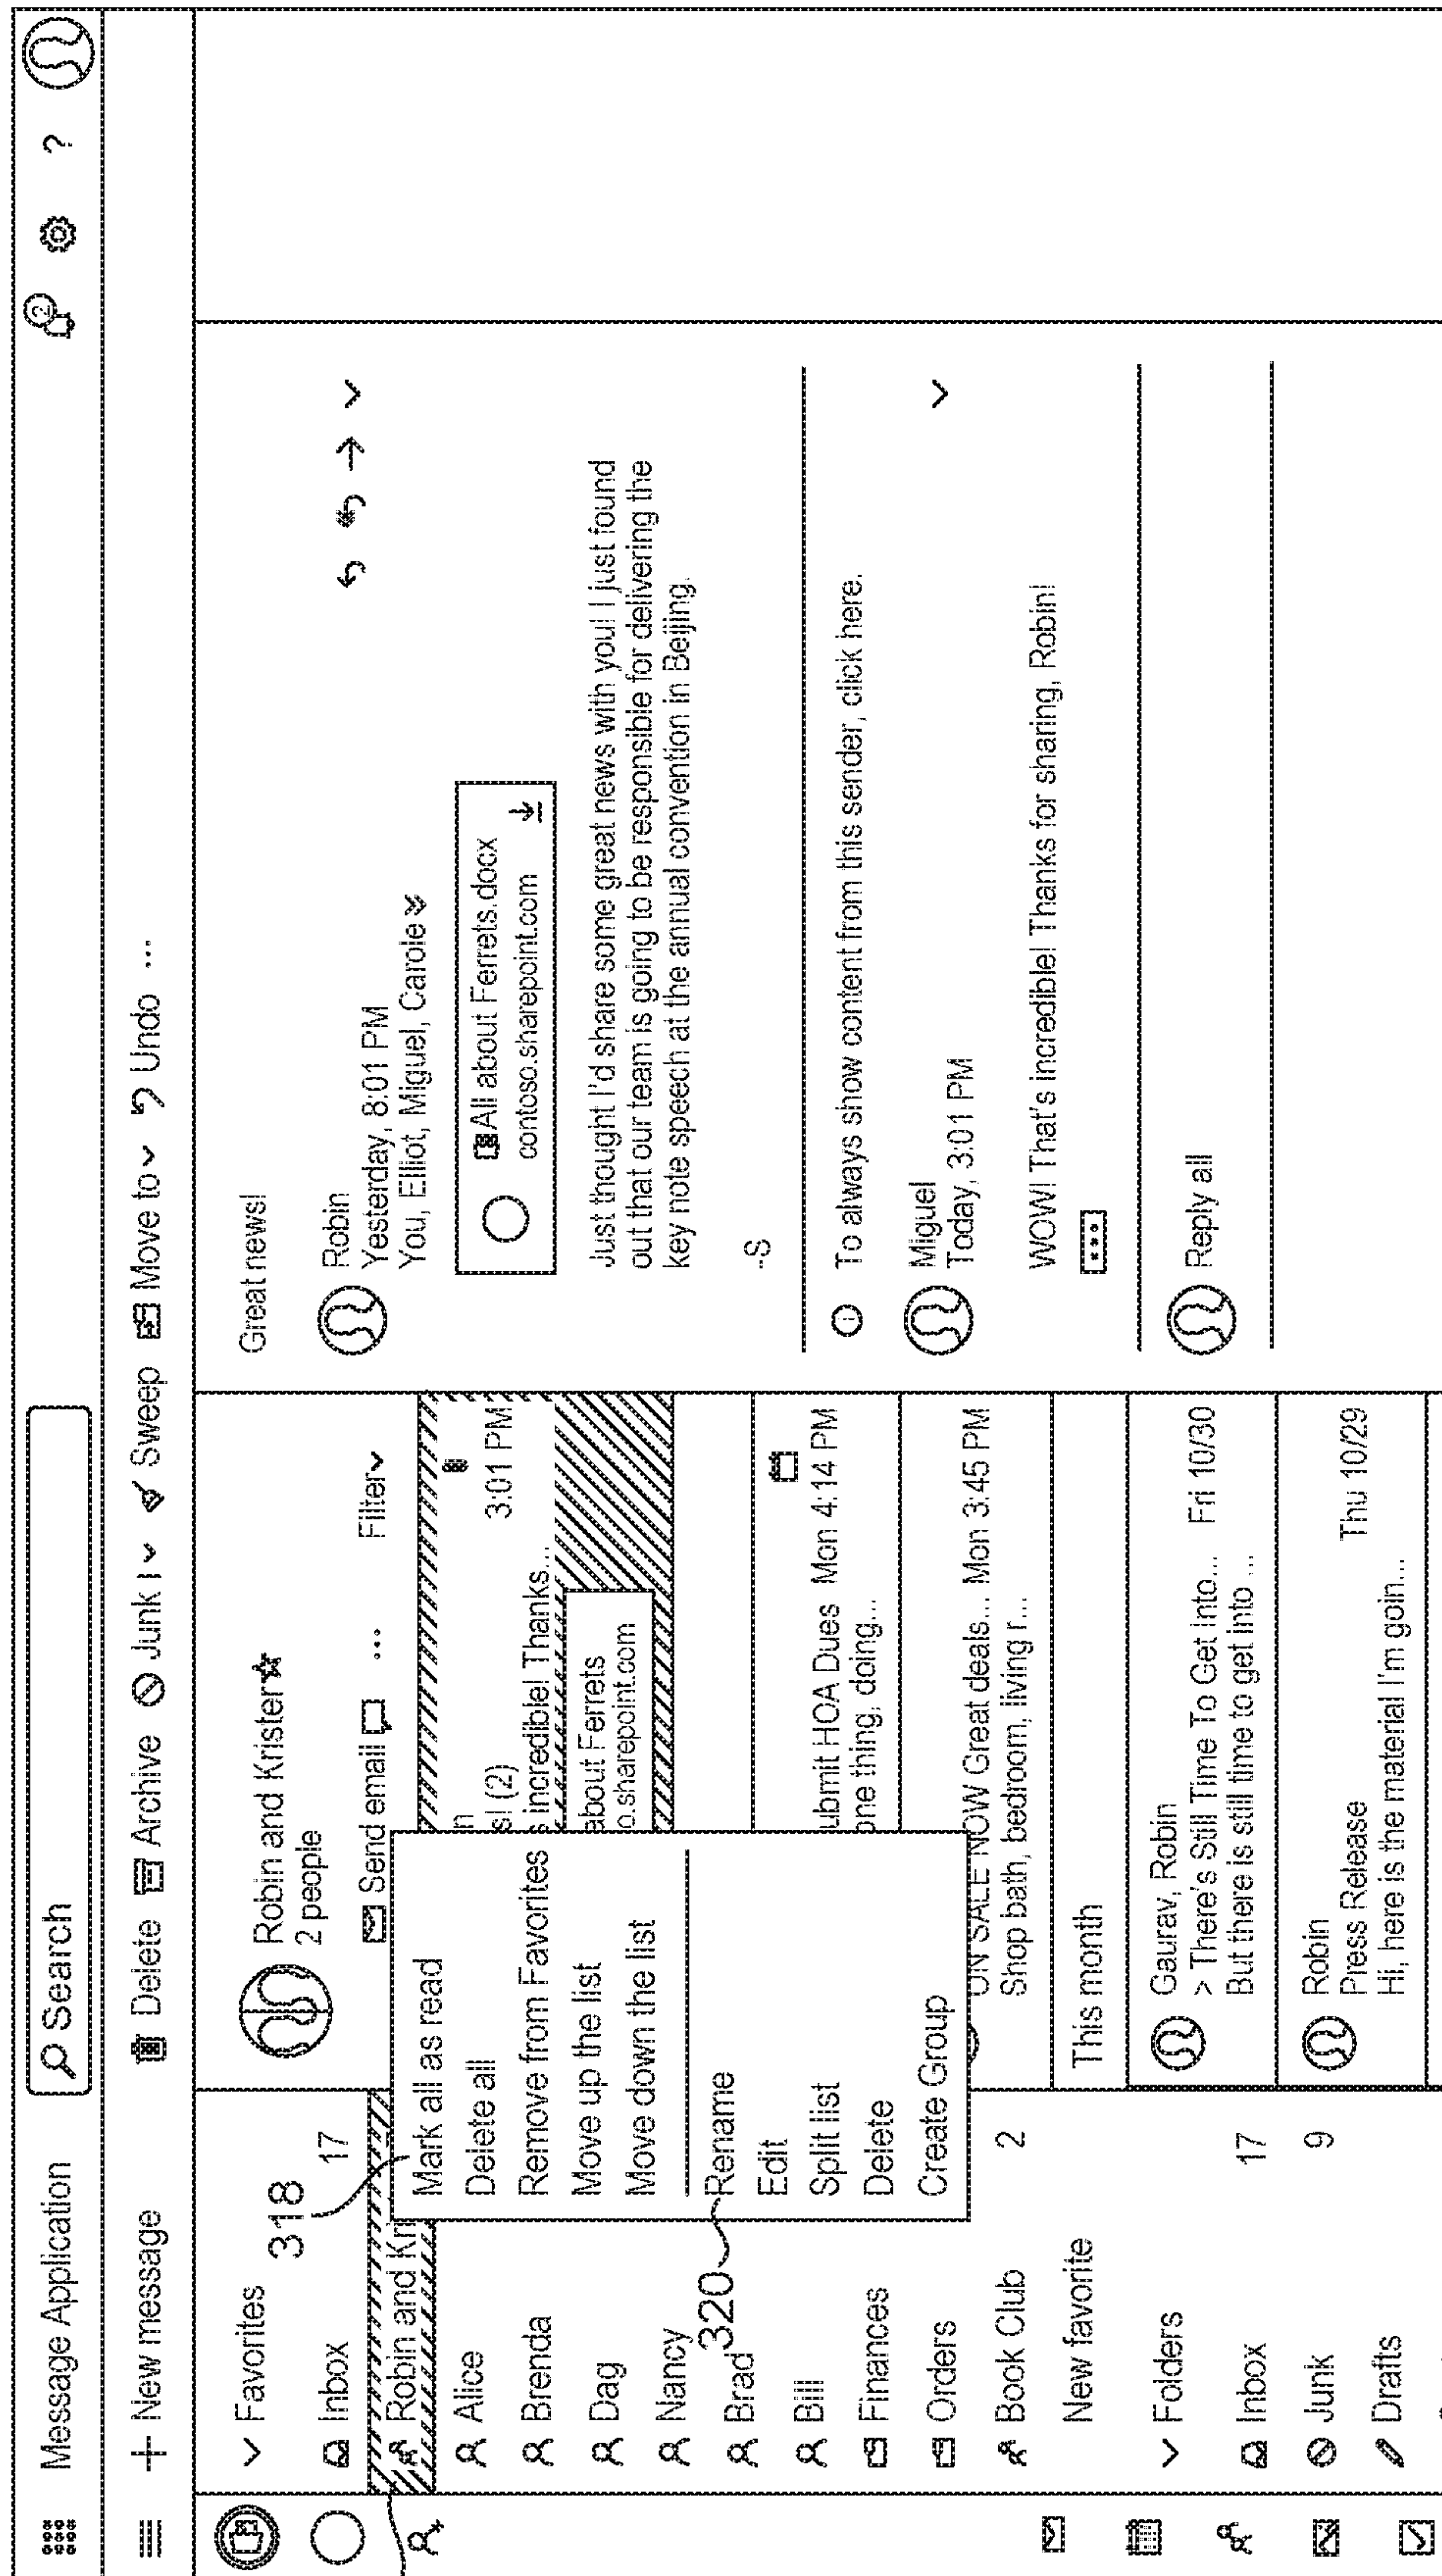 Message Application
Search
2
?
New message
Delete
Archive
Junk
Sweep
Move to
Undo ...
Favorites
318
Inbox 17
Robin and Kri
Alice
Brenda
Dag
Nancy
320
Brad
Bill
Finances
Orders
Book Club 2
New favorite
Folders
Inbox 17
Junk 9
Drafts
Mark all as read
Delete all
Remove from Favorites
Move up the list
Move down the list
Rename
Edit
Split list
Delete
Create Group
Robin and Krister
2 people
Send email ... Filter
n
s! (2) 3:01 PM
s incredible! Thanks...
about Ferrets
o.sharepoint.com
ubmit HOA Dues Mon 4:14 PM
one thing, doing...
ON SALE NOW Great deals... Mon 3:45 PM
Shop bath, bedroom, living r...
This month
Gaurav, Robin
> There's Still Time To Get Into... Fri 10/30
But there is still time to get into ...
Robin
Press Release Thu 10/29
Hi, here is the material I'm goin...
Great news!
Robin
Yesterday, 8:01 PM
You, Elliot, Miguel, Carole
All about Ferrets.docx
contoso.sharepoint.com
Just thought I'd share some great news with you! I just found
out that our team is going to be responsible for delivering the
key note speech at the annual convention in Beijing.
-S
To always show content from this sender, click here.
Miguel
Today, 3:01 PM
WOW! That's incredible! Thanks for sharing, Robin!
...
Reply all